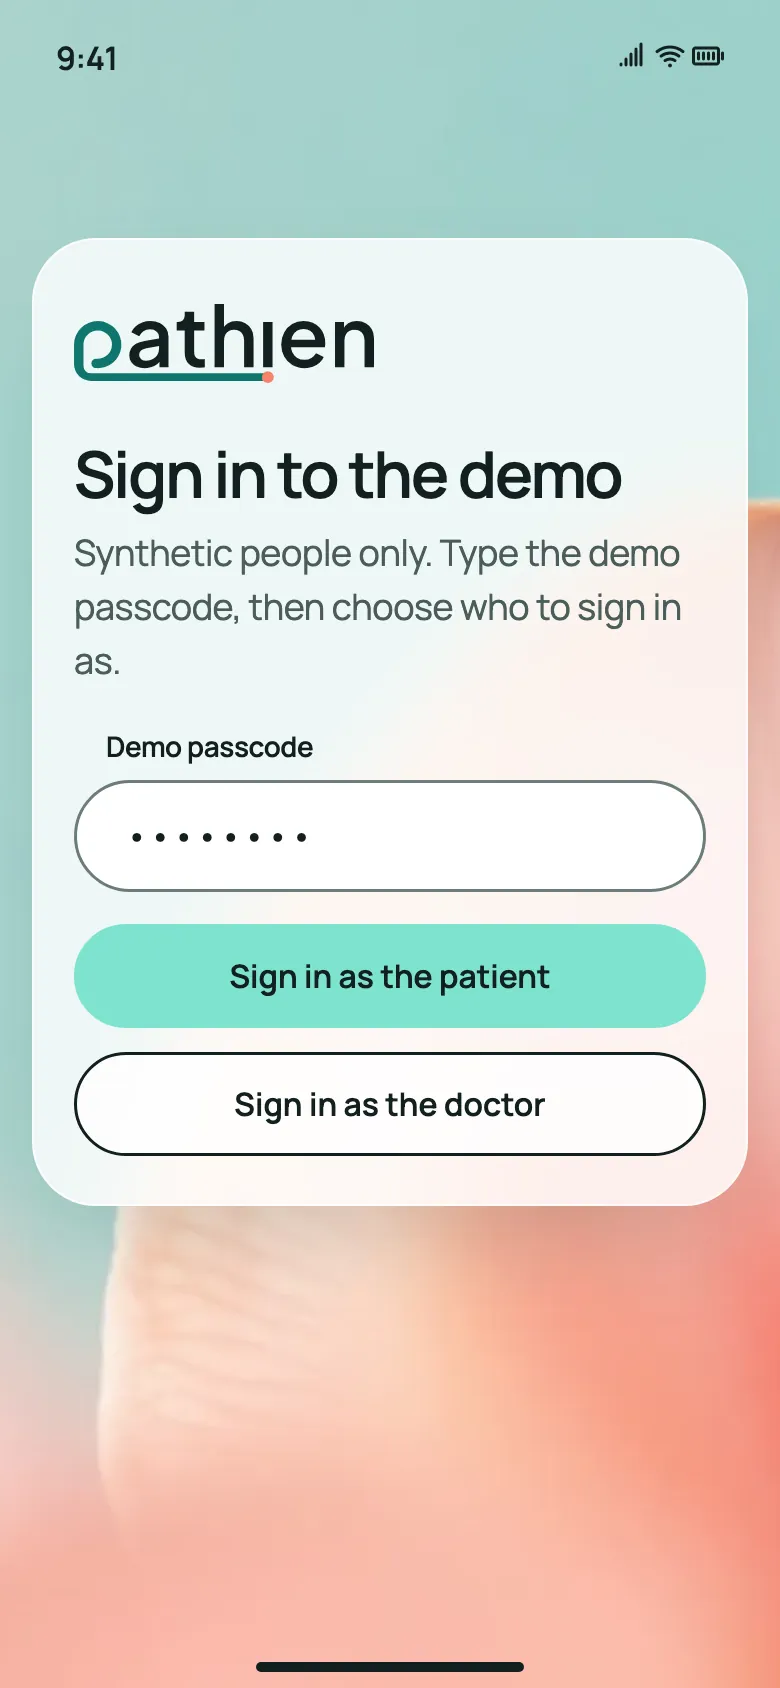 9:41
pathien
Sign in to the demo
Synthetic people only. Type the demo
passcode, then choose who to sign in
as.
Demo passcode
••••••••
Sign in as the patient
Sign in as the doctor